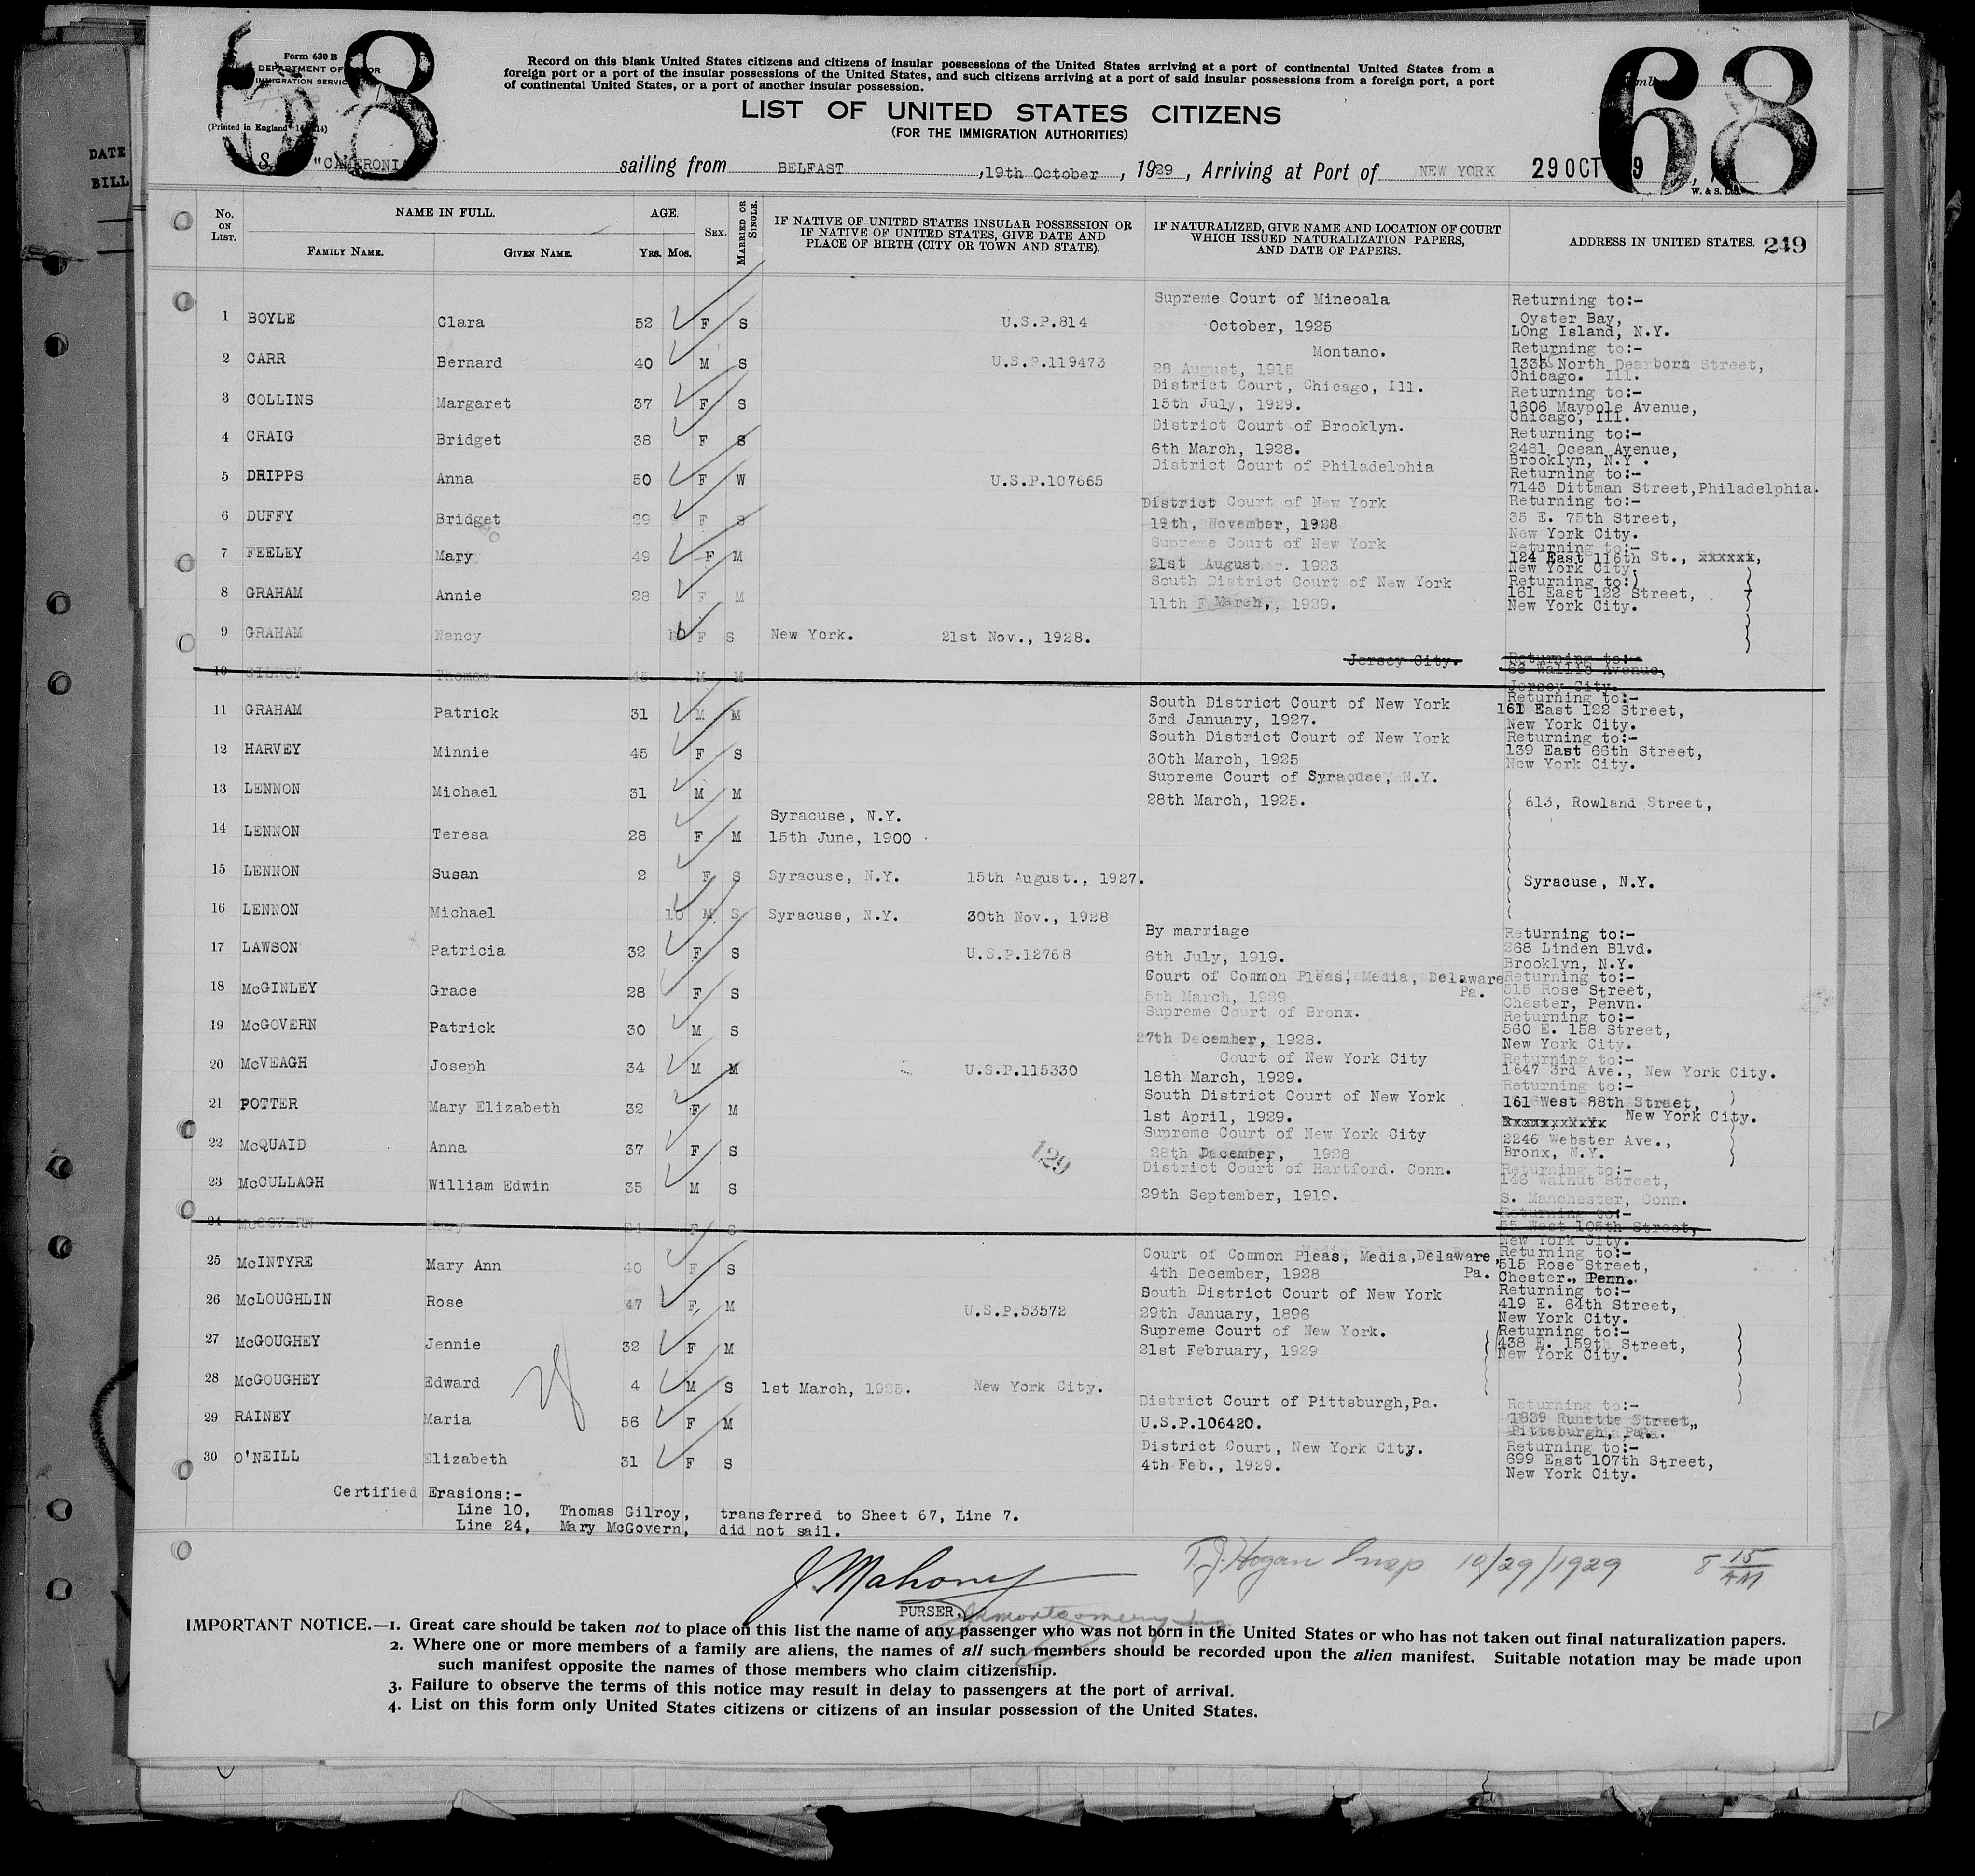 68
68
Form 630 B
DEPARTMENT OF
IMMIGRATION SERVICE
(Printed in England
Record on this blank United States citizens and citizens of insular possessions of the United States arriving at a port of continental United States from a
foreign port or a port of the insular possessions of the United States, and such citizens arriving at a port of said insular possessions from a foreign port, a port
of continental United States, or a port of another insular possession.
LIST OF UNITED STATES CITIZENS
(FOR THE IMMIGRATION AUTHORITIES)
S. "CAMERONIA sailing from BELFAST ,19th October , 1929 , Arriving at Port of NEW YORK 29 OCT
W. & S. Ltd.
DATE
BILL
No. ON LIST. NAME IN FULL. FAMILY NAME. GIVEN NAME. AGE. YRS. MOS. SEX. MARRIED OR SINGLE.
IF NATIVE OF UNITED STATES INSULAR POSSESSION OR
IF NATIVE OF UNITED STATES, GIVE DATE AND
PLACE OF BIRTH (CITY OR TOWN AND STATE).
IF NATURALIZED, GIVE NAME AND LOCATION OF COURT
WHICH ISSUED NATURALIZATION PAPERS,
AND DATE OF PAPERS.
ADDRESS IN UNITED STATES. 249
Supreme Court of Mineoala Returning to:-
1 BOYLE Clara 52 F S U.S.P.814 October, 1925 Oyster Bay,
LOng Island, N.Y.
Montano. Returning to:-
2 CARR Bernard 40 M S U.S.P.119473 28 August, 1915 North Dearborn Street,
Chicago. Ill.
District Court, Chicago, Ill. Returning to:-
3 COLLINS Margaret 37 F S 15th July, 1929. 1606 Maypole Avenue,
Chicago, Ill.
District Court of Brooklyn. Returning to:-
4 CRAIG Bridget 38 F S 6th March, 1928. 2481 Ocean Avenue,
Brooklyn, N.Y.
District Court of Philadelphia Returning to:-
5 DRIPPS Anna 50 F W U.S.P.107665 7143 Dittman Street,Philadelphia.
District Court of New York Returning to:-
6 DUFFY Bridget 29 F S 19th, November, 1928 35 E. 75th Street,
New York City.
Supreme Court of New York Returning to:-
7 FEELEY Mary 49 F M 21st August . 1923 124 East 116th St., xxxxxx,
New York City.
South District Court of New York Returning to:)
8 GRAHAM Annie 28 F M 11th March, , 1929. 161 East 122 Street,
New York City.
9 GRAHAM Nancy 10 F S New York. 21st Nov., 1928.
Jersey City. Returning to:-
10 GILROY Thomas 45 M M 66 Wallis Avenue,
Jersey City.
South District Court of New York Returning to:-
11 GRAHAM Patrick 31 M M 3rd January, 1927. 161 East 122 Street,
New York City.
South District Court of New York Returning to:-
12 HARVEY Minnie 45 F S 30th March, 1925 139 East 66th Street,
New York City.
Supreme Court of Syracuse, N.Y.
13 LENNON Michael 31 M M 28th March, 1925. 613, Rowland Street,
Syracuse, N.Y.
14 LENNON Teresa 28 F M 15th June, 1900
15 LENNON Susan 2 F S Syracuse, N.Y. 15th August., 1927. Syracuse, N.Y.
16 LENNON Michael 10 M S Syracuse, N.Y. 30th Nov., 1928
By marriage Returning to:-
17 LAWSON Patricia 32 F S U.S.P.12768 6th July, 1919. 268 Linden Blvd.
Brooklyn, N.Y.
Court of Common Pleas, Media, Delaware Returning to:-
18 McGINLEY Grace 28 F S 5th March, 1929 Pa. 515 Rose Street,
Chester, Penvn.
Supreme Court of Bronx. Returning to:-
19 McGOVERN Patrick 30 M S 27th December, 1928. 560 E. 158 Street,
New York City.
Court of New York City Returning to:-
20 McVEAGH Joseph 34 M M U.S.P.115330 18th March, 1929. 1647 3rd Ave., New York City.
South District Court of New York Returning to:-
21 POTTER Mary Elizabeth 32 F M 1st April, 1929. 161 West 88th Street,
New York City.
Supreme Court of New York City
22 McQUAID Anna 37 F S 28th December, 1928 2246 Webster Ave.,
Bronx, N.Y.
129
District Court of Hartford. Conn. Returning to:-
23 McCULLAGH William Edwin 35 M S 29th September, 1919. 146 Walnut Street,
S. Manchester, Conn.
Returning to:-
24 McGOVERN Mary 21 F S 55 West 105th Street,
New York City.
Court of Common Pleas, Media,Delaware, Returning to:-
25 McINTYRE Mary Ann 40 F S 4th December, 1928 Pa. 515 Rose Street,
Chester., Penn.
South District Court of New York Returning to:-
26 McLOUGHLIN Rose 47 F M U.S.P.53572 29th January, 1896 419 E. 64th Street,
New York City.
Supreme Court of New York. Returning to:-
27 McGOUGHEY Jennie 32 F M 21st February, 1929 438 E. 159th Street,
New York City.
28 McGOUGHEY Edward 4 M S 1st March, 1925. New York City.
District Court of Pittsburgh,Pa. Returning to:-
29 RAINEY Maria 56 F M U.S.P.106420. 1839 Runette Street,
Pittsburgh, Pa.
District Court, New York City. Returning to:-
30 O'NEILL Elizabeth 31 F S 4th Feb., 1929. 699 East 107th Street,
New York City.
Certified Erasions:-
Line 10, Thomas Gilroy, transferred to Sheet 67, Line 7.
Line 24, Mary McGovern, did not sail.
J. Mahony T.J. Hogan Insp 10/29/1929 8 15 AM
PURSER.
IMPORTANT NOTICE.—1. Great care should be taken not to place on this list the name of any passenger who was not born in the United States or who has not taken out final naturalization papers.
2. Where one or more members of a family are aliens, the names of all such members should be recorded upon the alien manifest. Suitable notation may be made upon
such manifest opposite the names of those members who claim citizenship.
3. Failure to observe the terms of this notice may result in delay to passengers at the port of arrival.
4. List on this form only United States citizens or citizens of an insular possession of the United States.